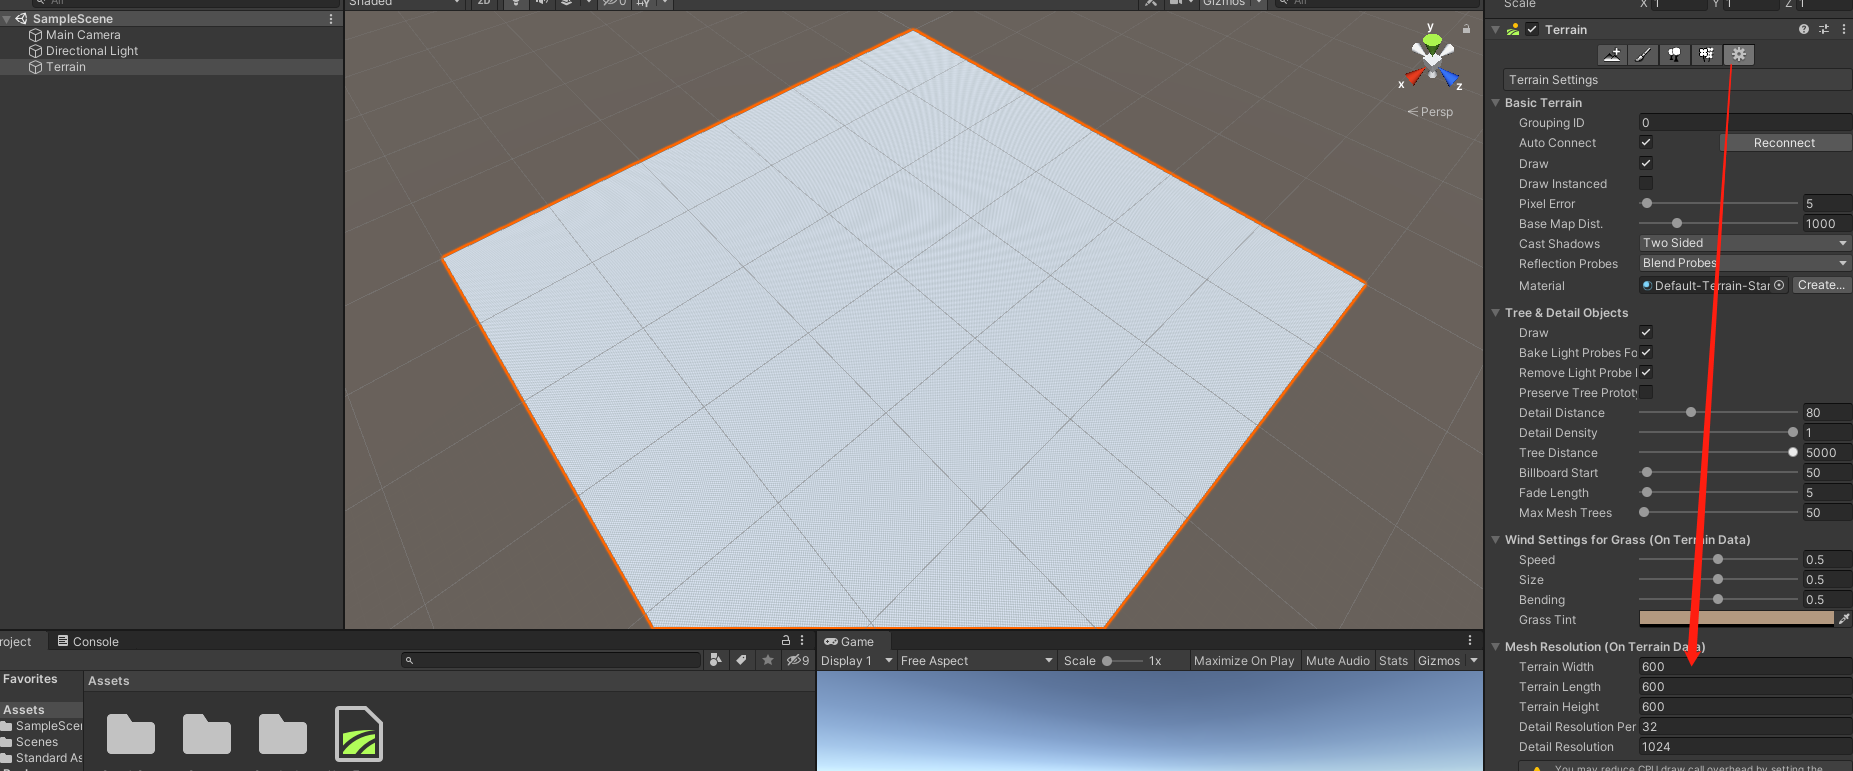 All
SampleScene
Main Camera
Directional Light
Terrain
Shaded
2D
0
Gizmos
All
y
x
z
Persp
Scale
X 1
Y 1
Z 1
Terrain
Terrain Settings
Basic Terrain
Grouping ID 0
Auto Connect Reconnect
Draw
Draw Instanced
Pixel Error 5
Base Map Dist. 1000
Cast Shadows Two Sided
Reflection Probes Blend Probes
Material Default-Terrain-Star Create...
Tree & Detail Objects
Draw
Bake Light Probes Fo
Remove Light Probe
Preserve Tree Prototy
Detail Distance 80
Detail Density 1
Tree Distance 5000
Billboard Start 50
Fade Length 5
Max Mesh Trees 50
Wind Settings for Grass (On Terrain Data)
Speed 0.5
Size 0.5
Bending 0.5
Grass Tint
Mesh Resolution (On Terrain Data)
Terrain Width 600
Terrain Length 600
Terrain Height 600
Detail Resolution Per 32
Detail Resolution 1024
You may reduce CPU draw call overhead by setting the
roject
Console
9
Favorites
Assets
SampleScen
Scenes
Standard As
Assets
Game
Display 1
Free Aspect
Scale
1x
Maximize On Play
Mute Audio
Stats
Gizmos